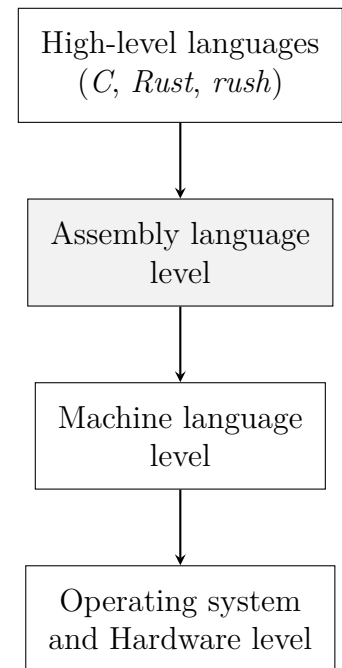 High-level languages
(C, Rust, rush)
Assembly language
level
Machine language
level
Operating system
and Hardware level